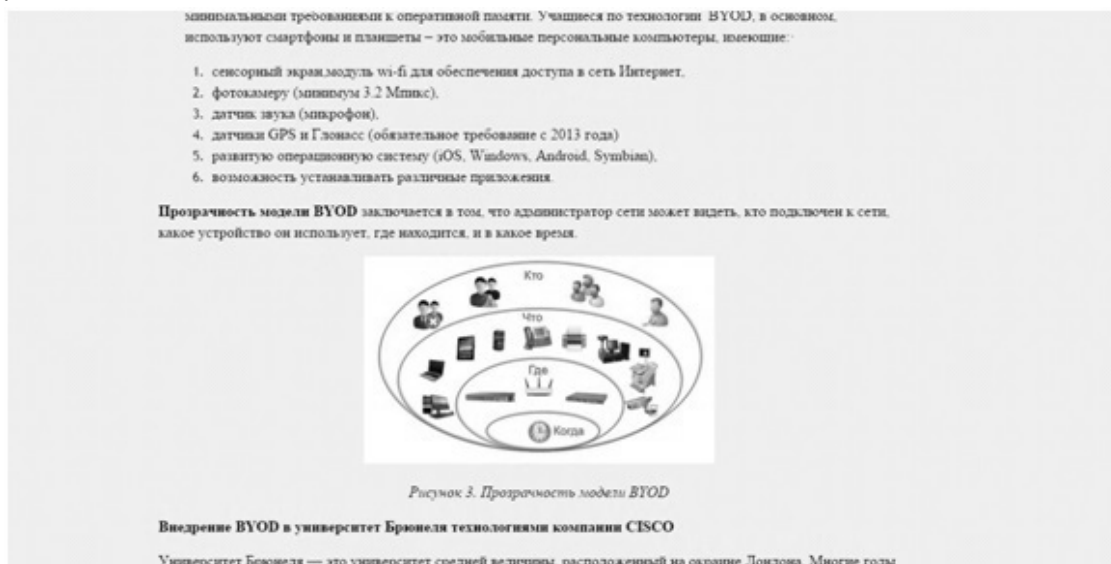 минимальными требованиями к оперативной памяти. Учащиеся по технологии BYOD, в основном,
используют смартфоны и планшеты – это мобильные персональные компьютеры, имеющие:
1. сенсорный экран,модуль wi-fi для обеспечения доступа в сеть Интернет,
2. фотокамеру (минимум 3.2 Мпикс),
3. датчик звука (микрофон),
4. датчики GPS и Глонасс (обязательное требование с 2013 года)
5. развитую операционную систему (iOS, Windows, Android, Symbian),
6. возможность устанавливать различные приложения.
Прозрачность модели BYOD заключается в том, что администратор сети может видеть, кто подключен к сети,
какое устройство он использует, где находится, и в какое время.
Кто
Что
Где
Когда
Рисунок 3. Прозрачность модели BYOD
Внедрение BYOD в университет Брюнеля технологиями компании CISCO
Университет Брюнеля — это университет средней величины, расположенный на окраине Лондона. Многие годы